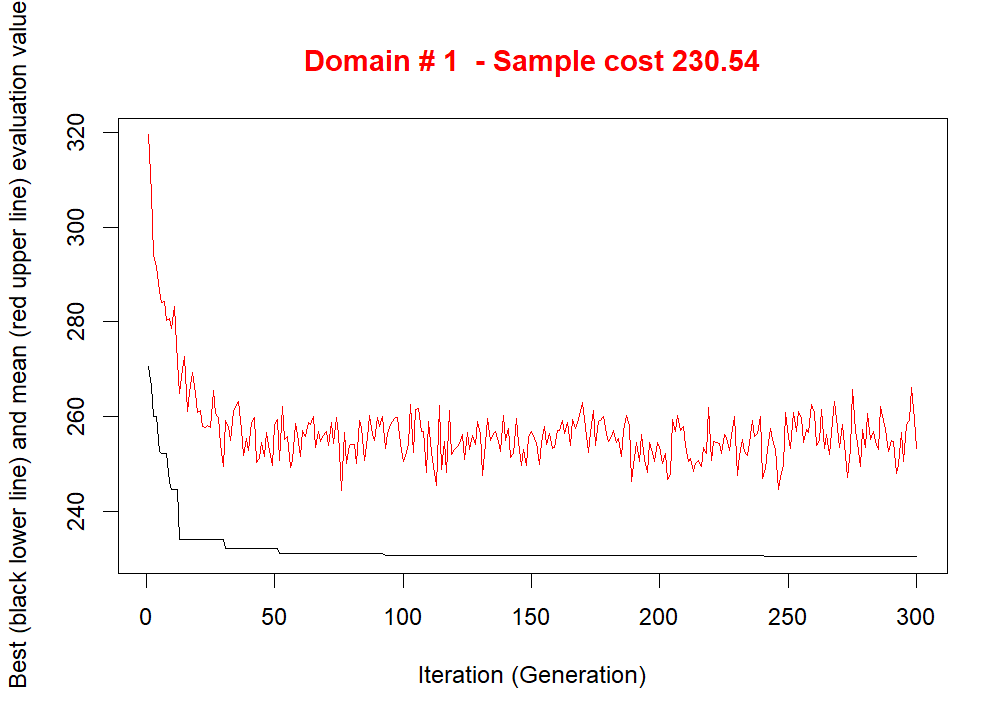 Domain # 1  - Sample cost 230.54
Best (black lower line) and mean (red upper line) evaluation value
320
300
280
260
240
0 50 100 150 200 250 300
Iteration (Generation)